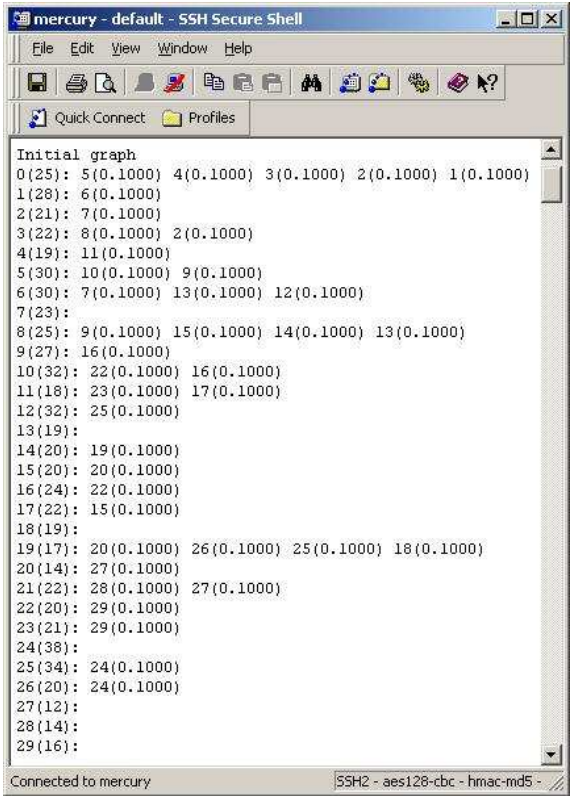 mercury - default - SSH Secure Shell
File Edit View Window Help
Quick Connect Profiles
Initial graph
0(25): 5(0.1000) 4(0.1000) 3(0.1000) 2(0.1000) 1(0.1000)
1(28): 6(0.1000)
2(21): 7(0.1000)
3(22): 8(0.1000) 2(0.1000)
4(19): 11(0.1000)
5(30): 10(0.1000) 9(0.1000)
6(30): 7(0.1000) 13(0.1000) 12(0.1000)
7(23):
8(25): 9(0.1000) 15(0.1000) 14(0.1000) 13(0.1000)
9(27): 16(0.1000)
10(32): 22(0.1000) 16(0.1000)
11(18): 23(0.1000) 17(0.1000)
12(32): 25(0.1000)
13(19):
14(20): 19(0.1000)
15(20): 20(0.1000)
16(24): 22(0.1000)
17(22): 15(0.1000)
18(19):
19(17): 20(0.1000) 26(0.1000) 25(0.1000) 18(0.1000)
20(14): 27(0.1000)
21(22): 28(0.1000) 27(0.1000)
22(20): 29(0.1000)
23(21): 29(0.1000)
24(38):
25(34): 24(0.1000)
26(20): 24(0.1000)
27(12):
28(14):
29(16):
Connected to mercury SSH2 - aes128-cbc - hmac-md5 -